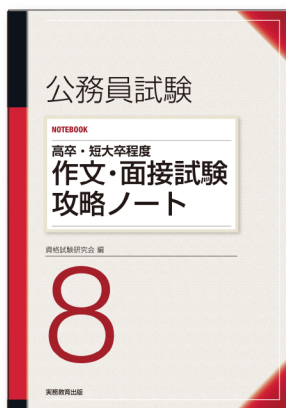 公務員試験
NOTEBOOK
高卒・短大卒程度
作文・面接試験
攻略ノート
資格試験研究会 編
8
実務教育出版